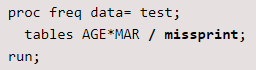 proc freq data= test;
tables AGE*MAR / missprint;
run;